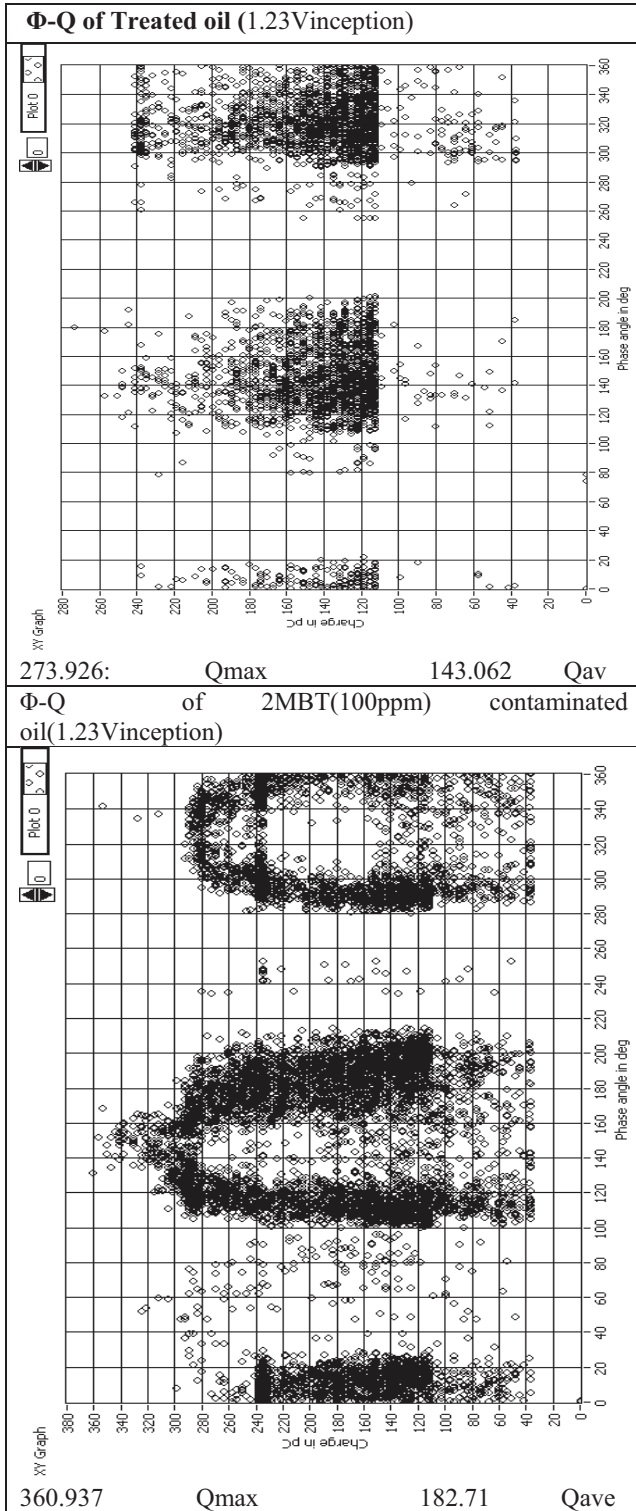 Φ-Q of Treated oil (1.23Vinception)
XY Graph
0
Plot 0
Charge in pC
280
260
240
220
200
180
160
140
120
100
80
60
40
20
0
0 20 40 60 80 100 120 140 160 180 200 220 240 260 280 300 320 340 360
Phase angle in deg
273.926: Qmax 143.062 Qav
Φ-Q of 2MBT(100ppm) contaminated
oil(1.23Vinception)
XY Graph
0
Plot 0
Charge in pC
380
360
340
320
300
280
260
240
220
200
180
160
140
120
100
80
60
40
20
0
0 20 40 60 80 100 120 140 160 180 200 220 240 260 280 300 320 340 360
Phase angle in deg
360.937 Qmax 182.71 Qave